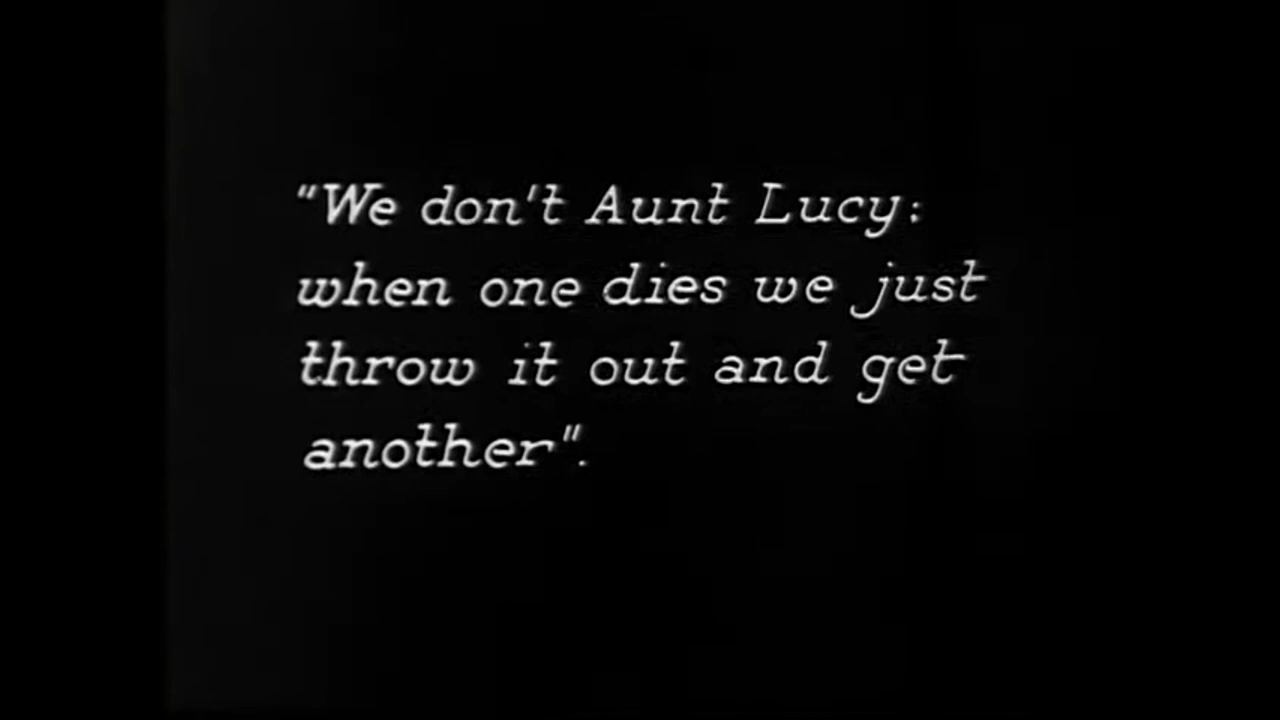 "We don't Aunt Lucy:
when one dies we just
throw it out and get
another".